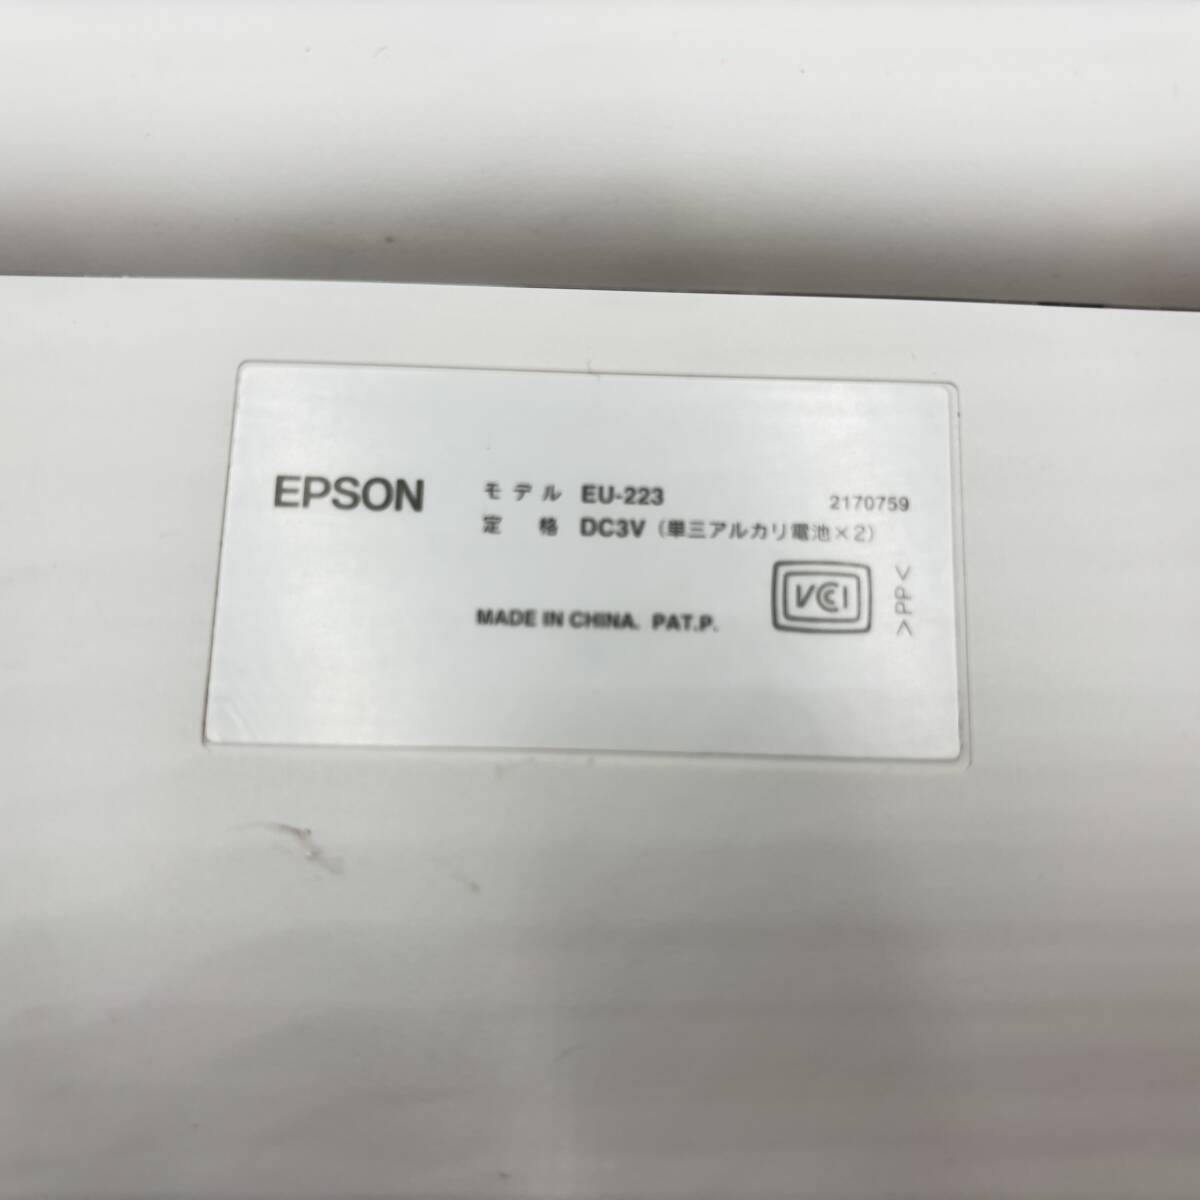 EPSON
モデル EU-223 2170759
定格 DC3V (単三アルカリ電池×2)
VCCI
>PP<
MADE IN CHINA. PAT.P.